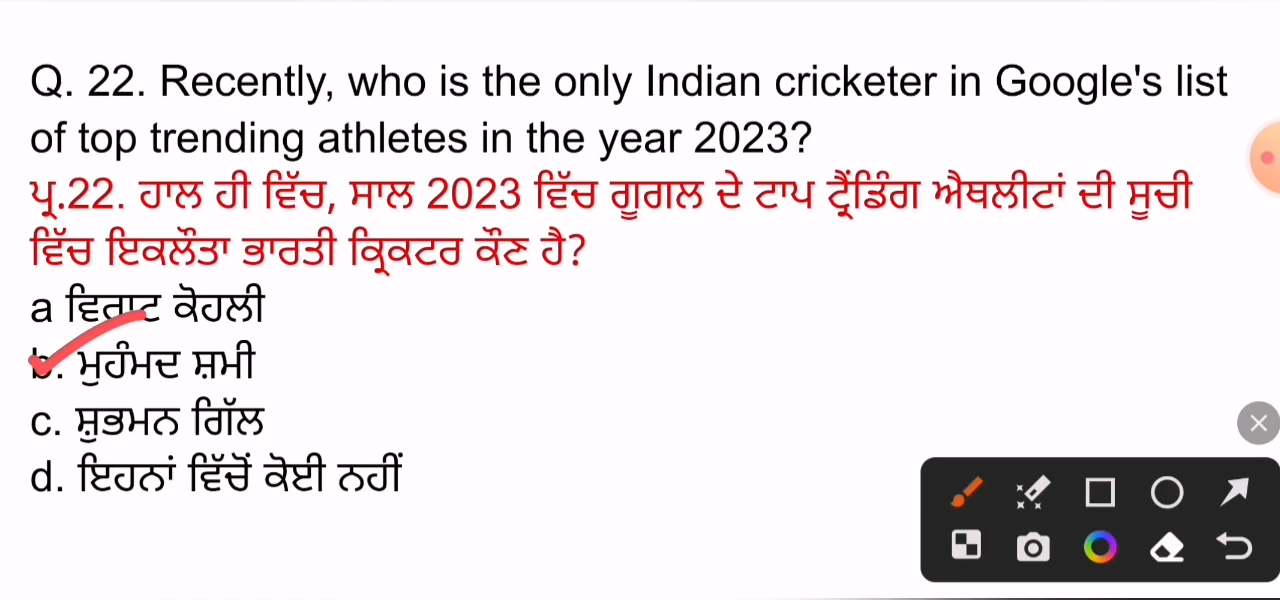 Q. 22. Recently, who is the only Indian cricketer in Google's list
of top trending athletes in the year 2023?
ਪ੍ਰ.22. ਹਾਲ ਹੀ ਵਿੱਚ, ਸਾਲ 2023 ਵਿੱਚ ਗੂਗਲ ਦੇ ਟਾਪ ਟ੍ਰੈਂਡਿੰਗ ਐਥਲੀਟਾਂ ਦੀ ਸੂਚੀ
ਵਿੱਚ ਇਕਲੌਤਾ ਭਾਰਤੀ ਕ੍ਰਿਕਟਰ ਕੌਣ ਹੈ?
a ਵਿਰਾਟ ਕੋਹਲੀ
b. ਮੁਹੰਮਦ ਸ਼ਮੀ
c. ਸ਼ੁਭਮਨ ਗਿੱਲ
d. ਇਹਨਾਂ ਵਿੱਚੋਂ ਕੋਈ ਨਹੀਂ